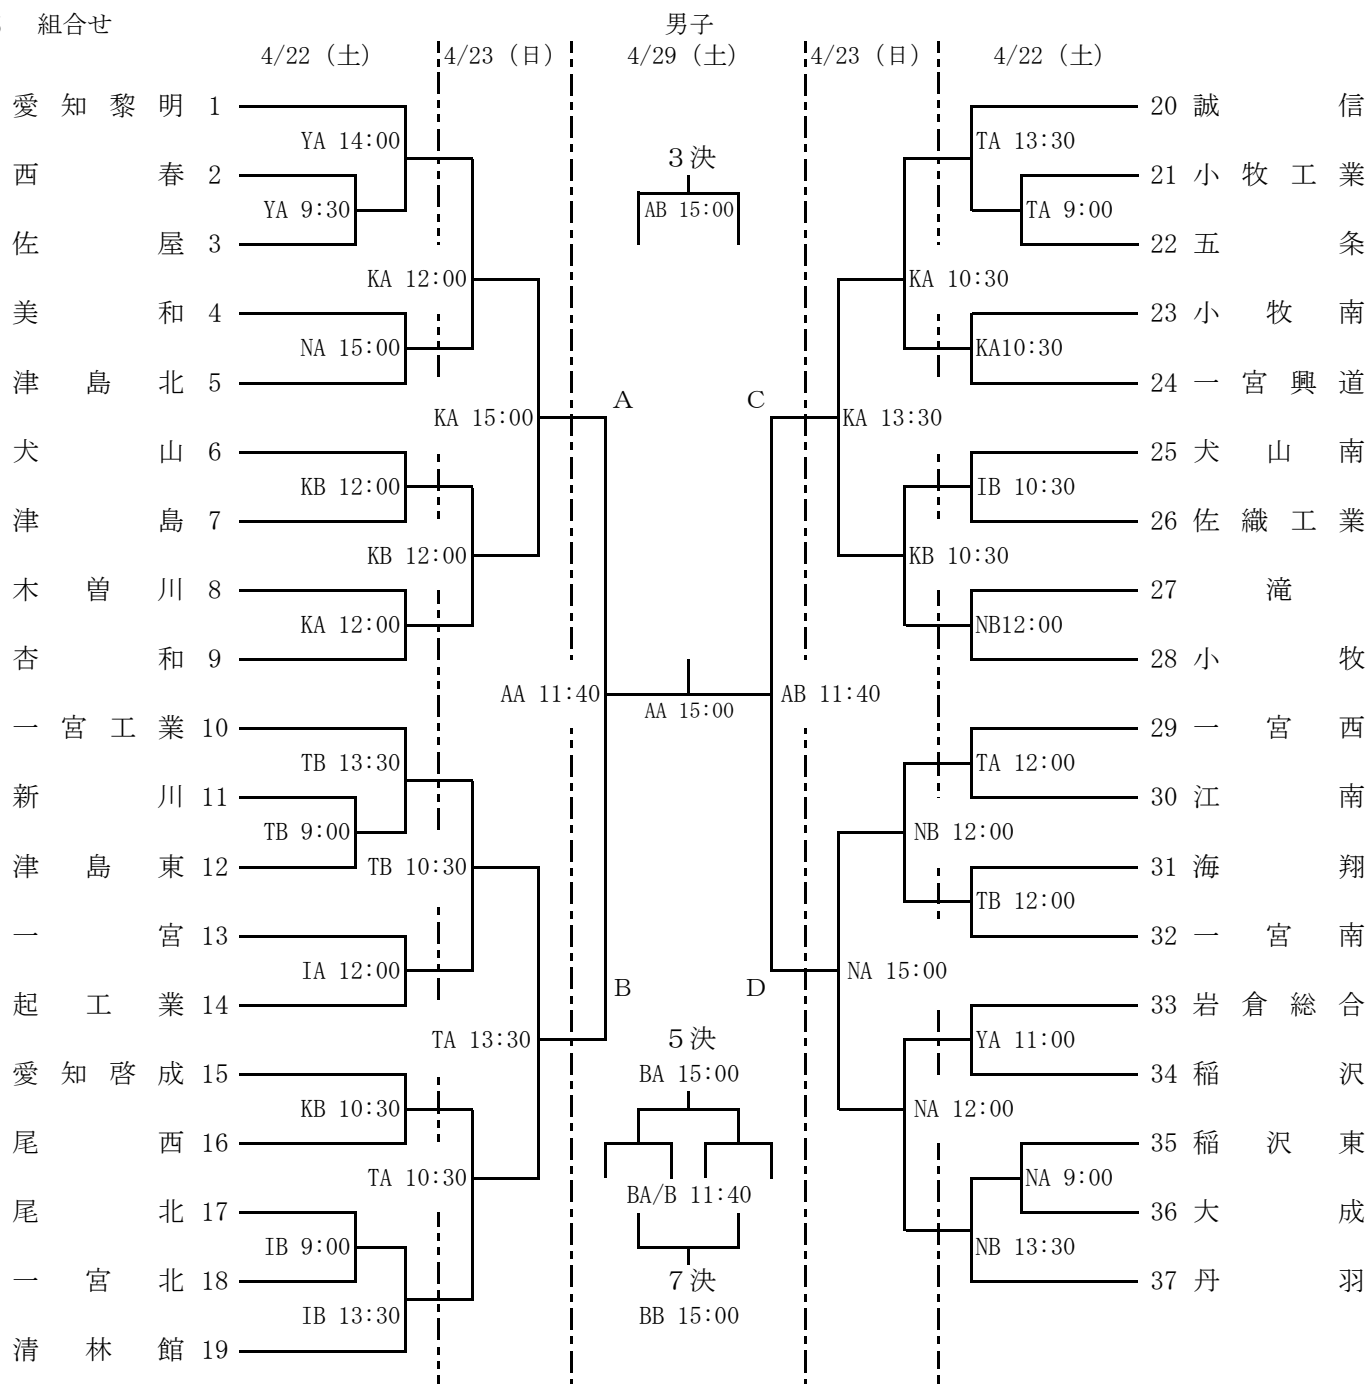 組合せ 男子
4/22 (土) 4/23 (日) 4/29 (土) 4/23 (日) 4/22 (土)
愛知黎明 1 20 誠信
YA 14:00 TA 13:30
3決
西春 2 21 小牧工業
YA 9:30 AB 15:00 TA 9:00
佐屋 3 22 五条
KA 12:00 KA 10:30
美和 4 23 小牧南
NA 15:00 KA10:30
津島北 5 24 一宮興道
A C
KA 15:00 KA 13:30
犬山 6 25 犬山南
KB 12:00 IB 10:30
津島 7 26 佐織工業
KB 12:00 KB 10:30
木曽川 8 27 滝
KA 12:00 NB12:00
杏和 9 28 小牧
AA 11:40 AA 15:00 AB 11:40
一宮工業 10 29 一宮西
TB 13:30 TA 12:00
新川 11 30 江南
TB 9:00 NB 12:00
津島東 12 TB 10:30 31 海翔
TB 12:00
一宮 13 32 一宮南
IA 12:00 NA 15:00
B D
起工業 14 33 岩倉総合
TA 13:30 5決 YA 11:00
愛知啓成 15 BA 15:00 34 稲沢
KB 10:30 NA 12:00
尾西 16 35 稲沢東
TA 10:30 BA/B 11:40 NA 9:00
尾北 17 36 大成
IB 9:00 NB 13:30
一宮北 18 7決 37 丹羽
IB 13:30 BB 15:00
清林館 19